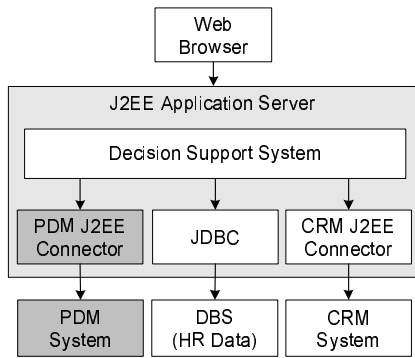 Web
Browser
J2EE Application Server
Decision Support System
PDM J2EE
Connector
JDBC
CRM J2EE
Connector
PDM
System
DBS
(HR Data)
CRM
System